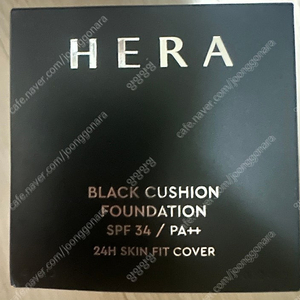 HERA
BLACK CUSHION
FOUNDATION
SPF 34 / PA++
24H SKIN FIT COVER
cafe.naver.com/joonggonara